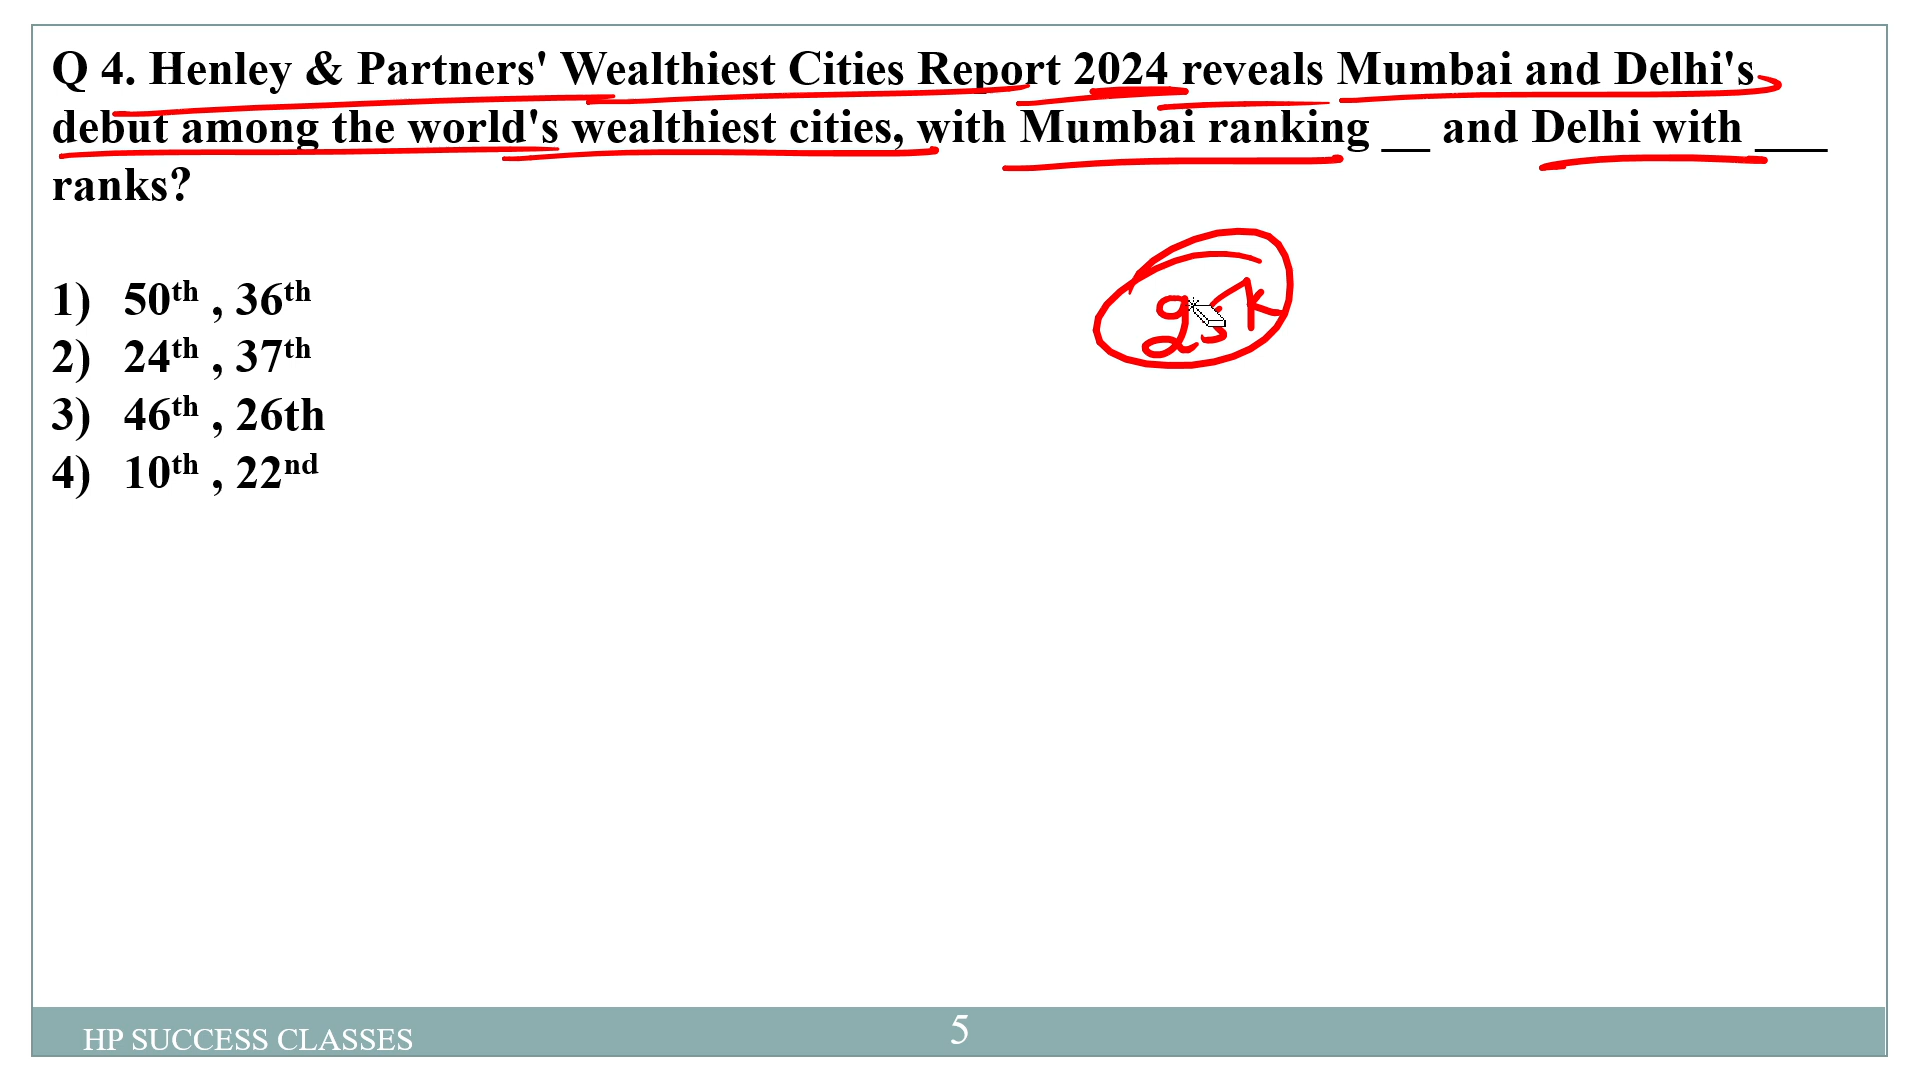 Q 4. Henley & Partners' Wealthiest Cities Report 2024 reveals Mumbai and Delhi's
debut among the world's wealthiest cities, with Mumbai ranking __ and Delhi with ___
ranks?
1) 50th , 36th
2) 24th , 37th
3) 46th , 26th
4) 10th , 22nd
HP SUCCESS CLASSES
5